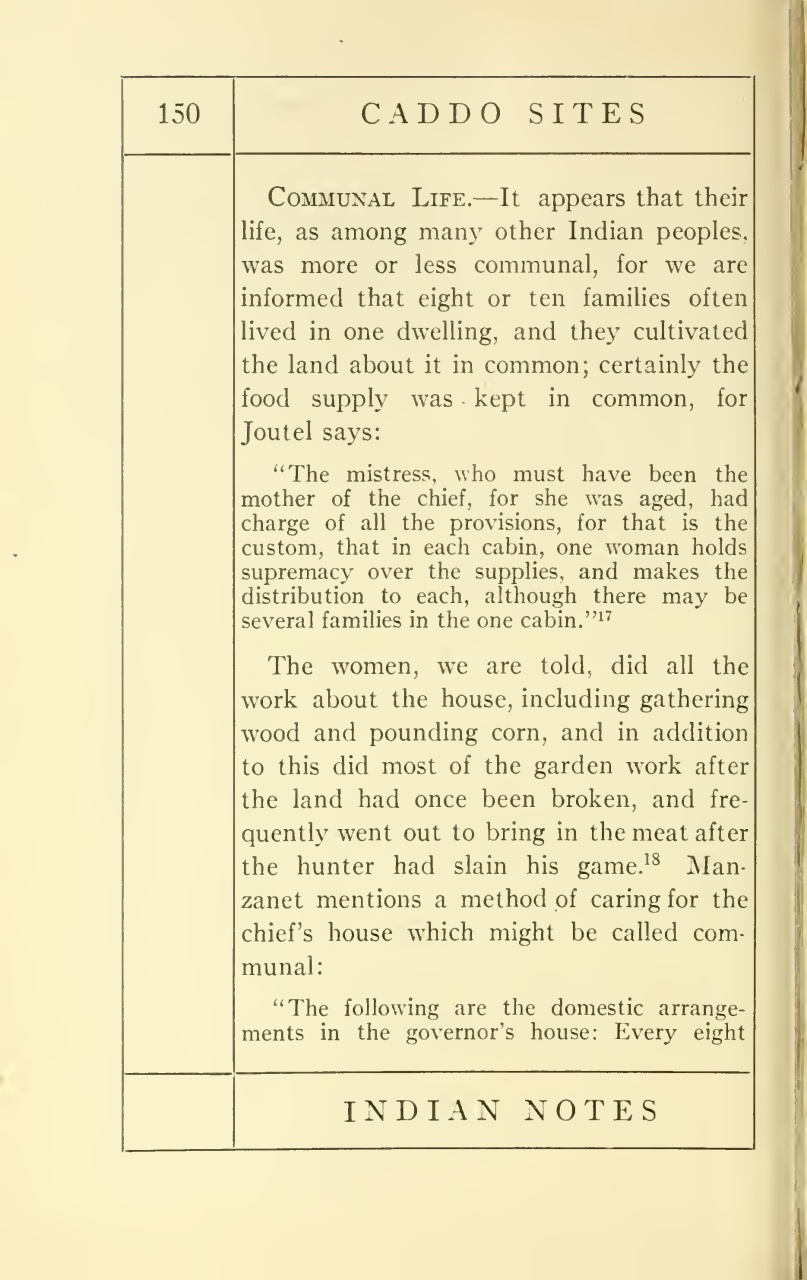 150
CADDO SITES
COMMUNAL LIFE.—It appears that their
life, as among many other Indian peoples,
was more or less communal, for we are
informed that eight or ten families often
lived in one dwelling, and they cultivated
the land about it in common; certainly the
food supply was kept in common, for
Joutel says:
“The mistress, who must have been the
mother of the chief, for she was aged, had
charge of all the provisions, for that is the
custom, that in each cabin, one woman holds
supremacy over the supplies, and makes the
distribution to each, although there may be
several families in the one cabin.”¹⁷
The women, we are told, did all the
work about the house, including gathering
wood and pounding corn, and in addition
to this did most of the garden work after
the land had once been broken, and fre-
quently went out to bring in the meat after
the hunter had slain his game.¹⁸ Man-
zanet mentions a method of caring for the
chief's house which might be called com-
munal:
“The following are the domestic arrange-
ments in the governor's house: Every eight
INDIAN NOTES